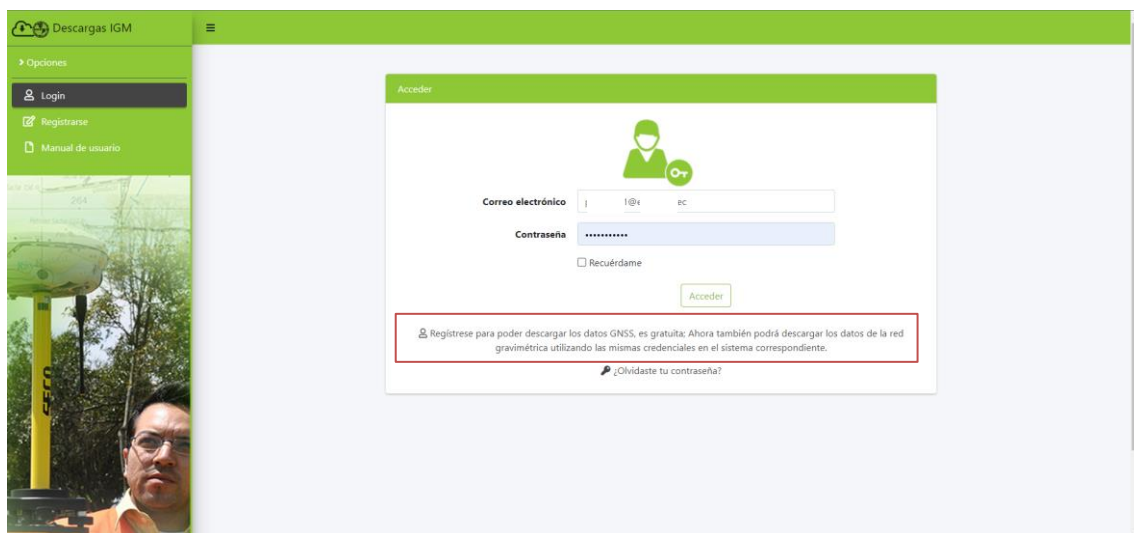 Descargas IGM
Opciones
Login
Registrarse
Manual de usuario
264
SECO
Acceder
Correo electrónico
Contraseña
Recuérdame
Acceder
Regístrese para poder descargar los datos GNSS, es gratuita; Ahora también podrá descargar los datos de la red
gravimétrica utilizando las mismas credenciales en el sistema correspondiente.
¿Olvidaste tu contraseña?